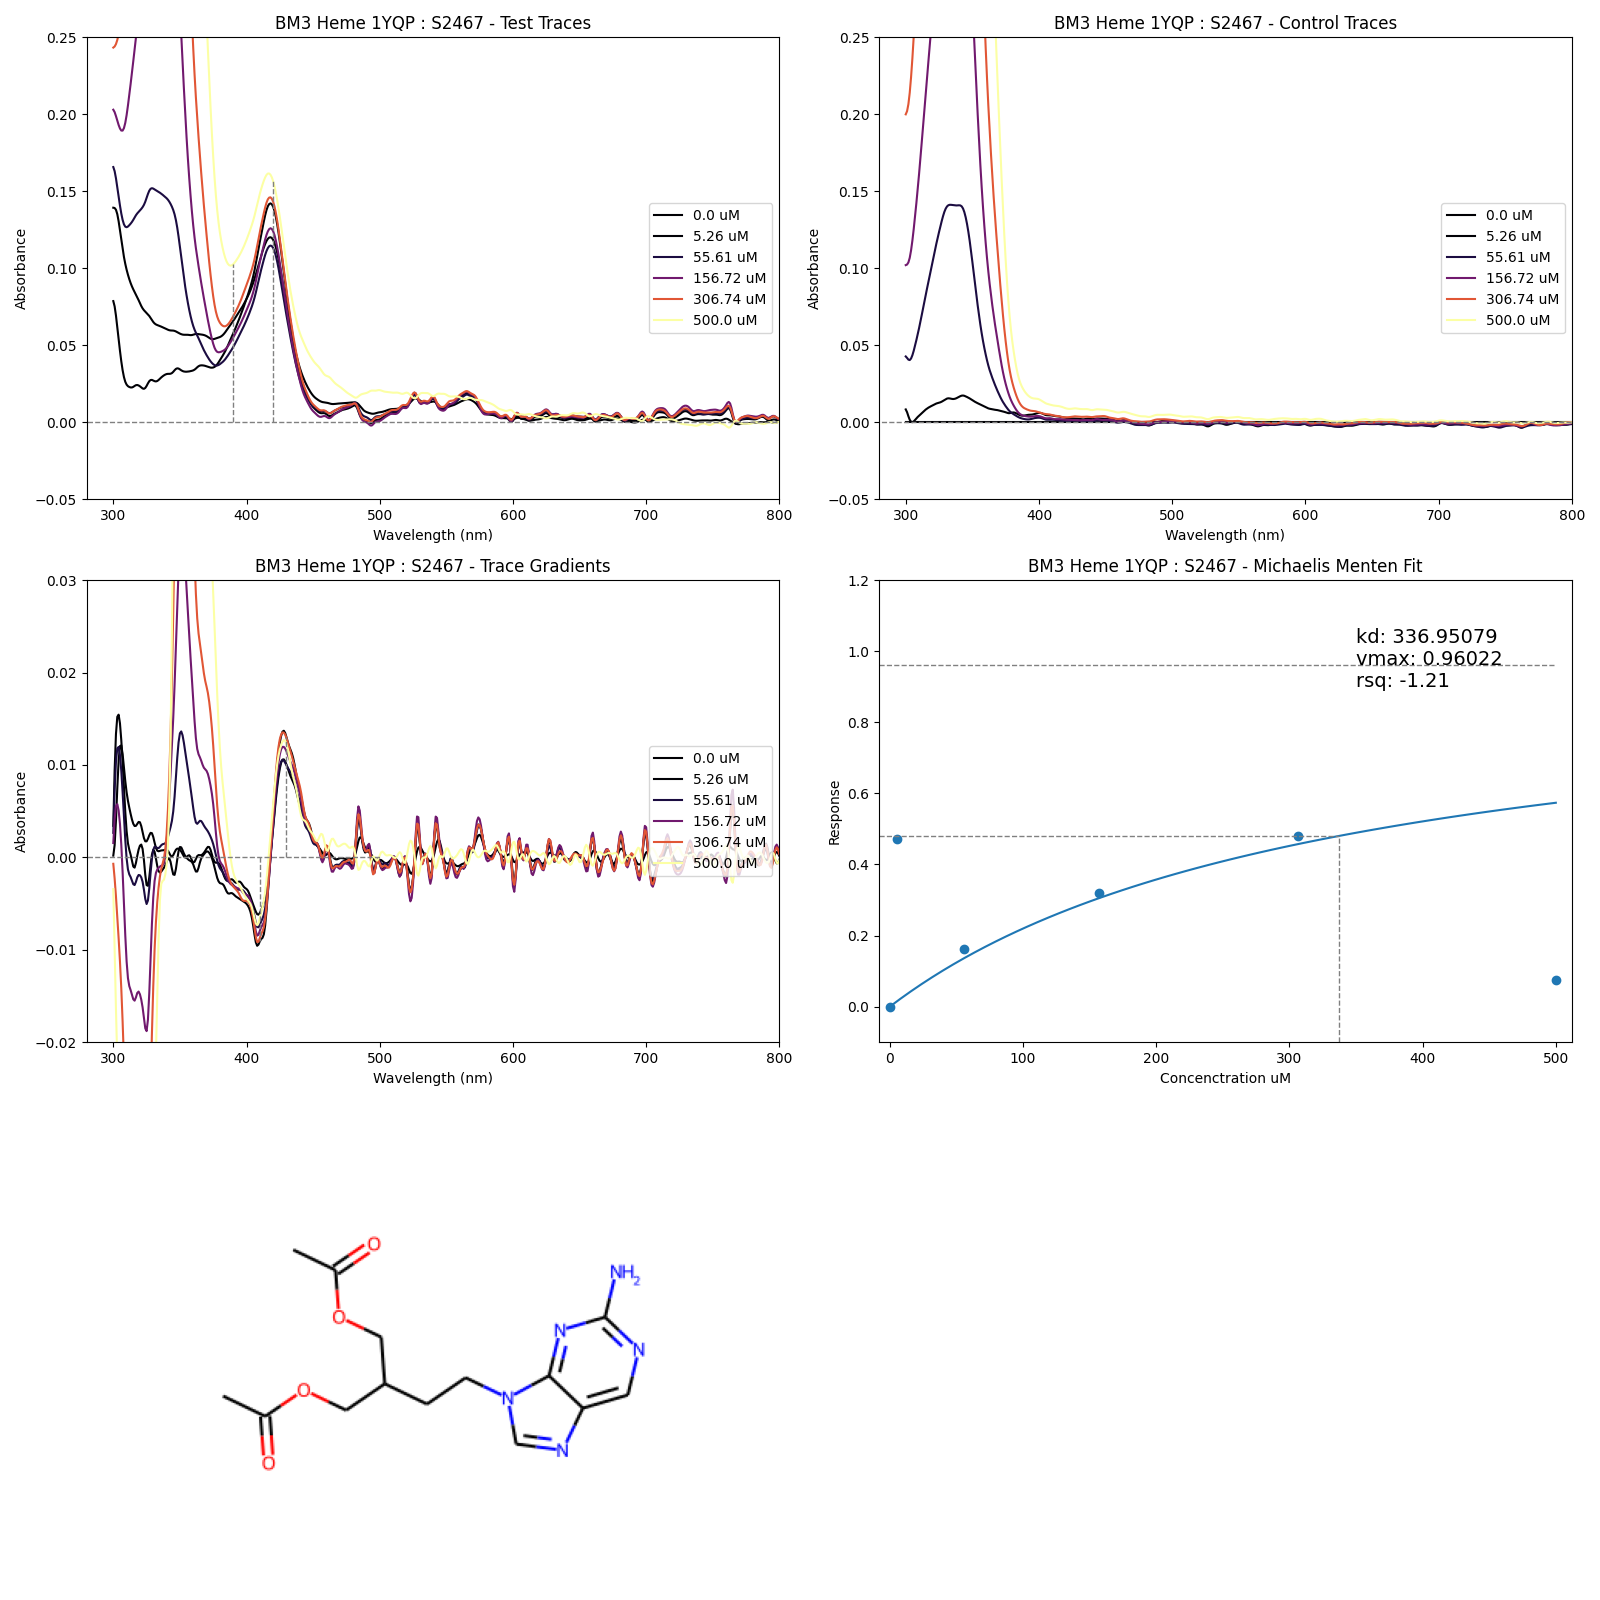 BM3 Heme 1YQP : S2467 - Test Traces
0.25
0.20
0.15
0.10
0.05
0.00
−0.05
Absorbance
300
400
500
600
700
800
Wavelength (nm)
0.0 uM
5.26 uM
55.61 uM
156.72 uM
306.74 uM
500.0 uM
BM3 Heme 1YQP : S2467 - Control Traces
0.25
0.20
0.15
0.10
0.05
0.00
−0.05
Absorbance
300
400
500
600
700
800
Wavelength (nm)
0.0 uM
5.26 uM
55.61 uM
156.72 uM
306.74 uM
500.0 uM
BM3 Heme 1YQP : S2467 - Trace Gradients
0.03
0.02
0.01
0.00
−0.01
−0.02
Absorbance
300
400
500
600
700
800
Wavelength (nm)
0.0 uM
5.26 uM
55.61 uM
156.72 uM
306.74 uM
500.0 uM
BM3 Heme 1YQP : S2467 - Michaelis Menten Fit
1.2
1.0
0.8
0.6
0.4
0.2
0.0
Response
kd: 336.95079
vmax: 0.96022
rsq: -1.21
0
100
200
300
400
500
Concenctration uM
O
O
O
O
NH2
N
N
N
N